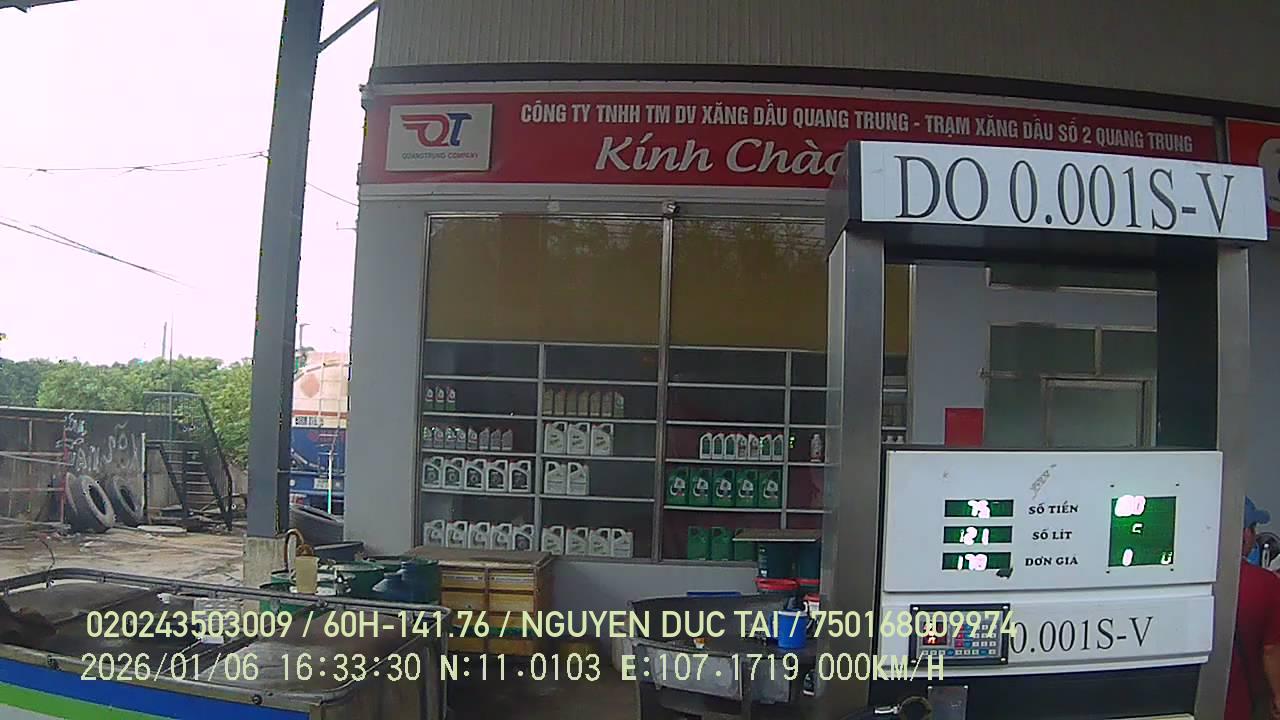 CÔNG TY TNHH TM DV XĂNG DẦU QUANG TRUNG - TRẠM XĂNG DẦU SỐ 2 QUANG TRUNG
QT
QUANGTRUNG COMPANY
Kính Chào
DO 0.001S-V
SỐ TIỀN
SỐ LÍT
ĐƠN GIÁ
0.001S-V
020243503009 / 60H-141.76 / NGUYEN DUC TAI / 750168009974
2026/01/06 16:33:30 N:11.0103 E:107.1719 000KM/H